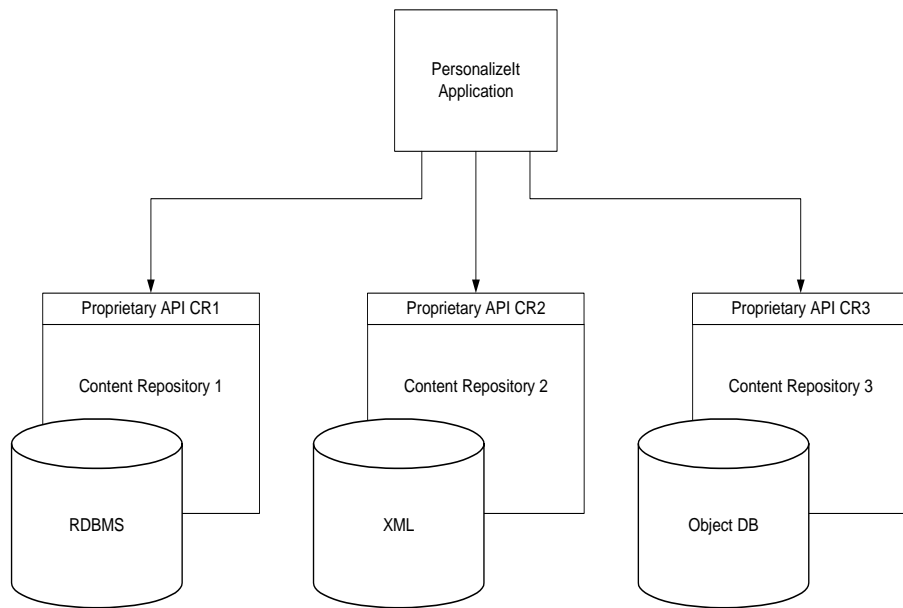 PersonalizeIt
Application
Proprietary API CR1
Proprietary API CR2
Proprietary API CR3
Content Repository 1
Content Repository 2
Content Repository 3
RDBMS
XML
Object DB